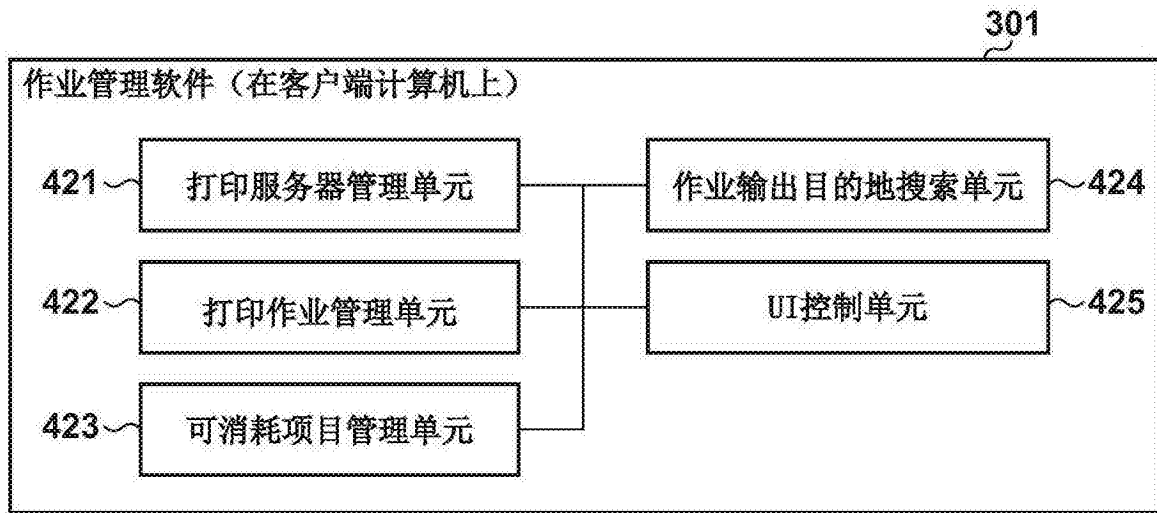 301
作业管理软件（在客户端计算机上）
421 打印服务器管理单元 作业输出目的地搜索单元 424
422 打印作业管理单元 UI控制单元 425
423 可消耗项目管理单元